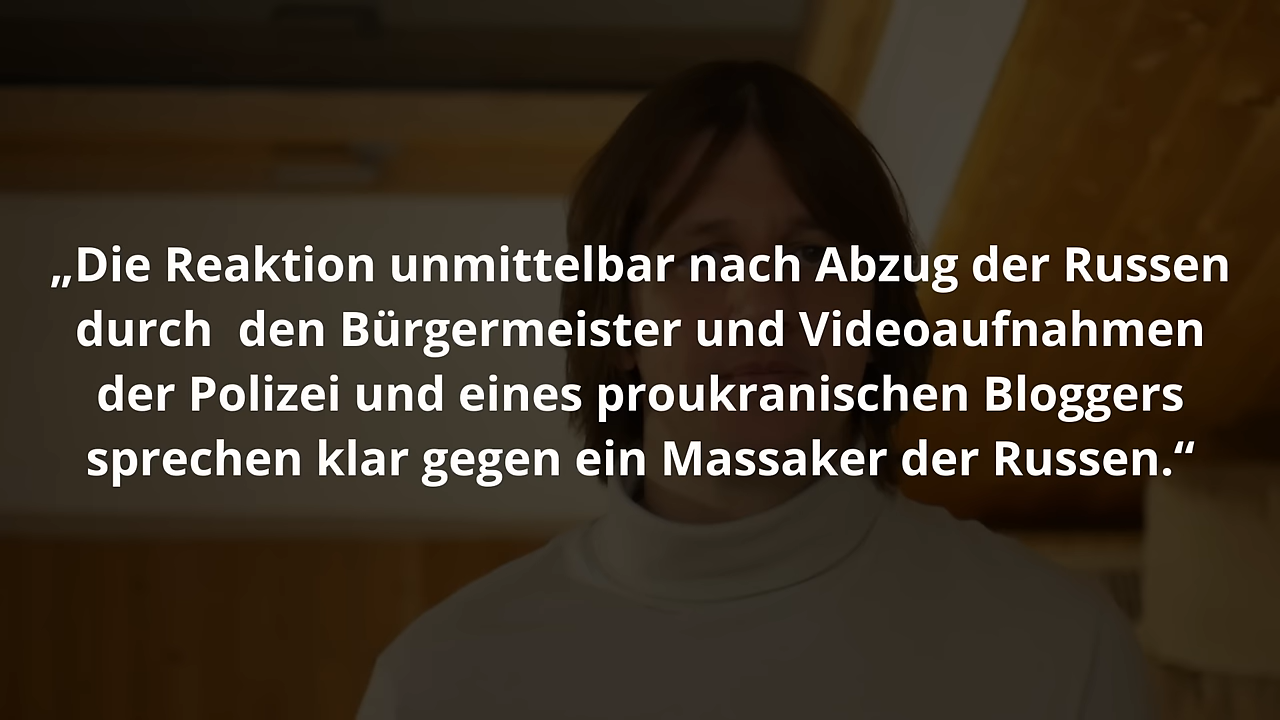 „Die Reaktion unmittelbar nach Abzug der Russen
durch  den Bürgermeister und Videoaufnahmen
der Polizei und eines proukranischen Bloggers
sprechen klar gegen ein Massaker der Russen.“